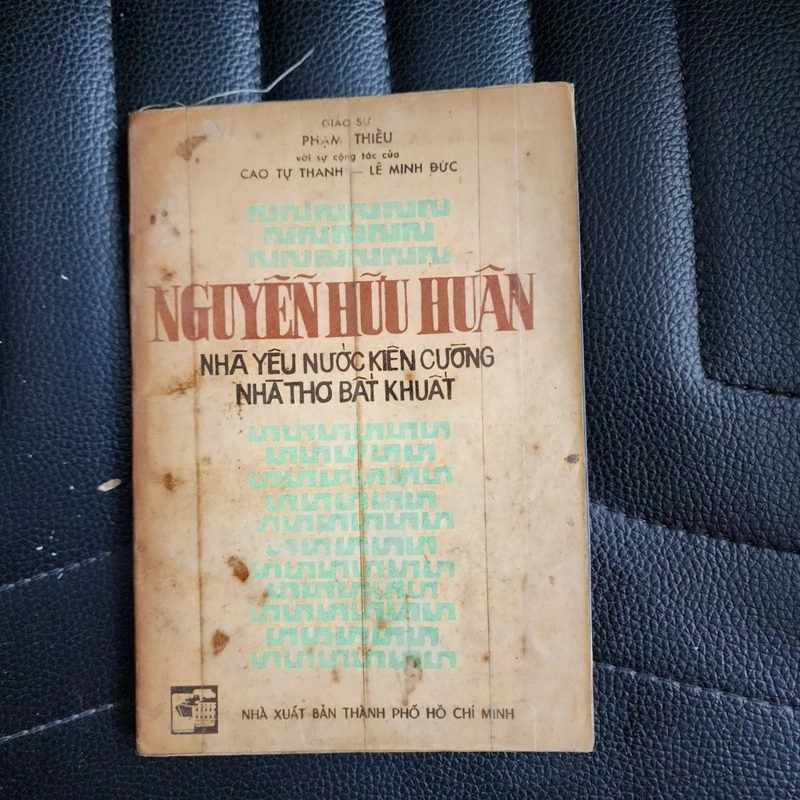 GIÁO SƯ
PHẠM THIỀU
với sự cộng tác của
CAO TỰ THANH — LÊ MINH ĐỨC
NGUYỄN HỮU HUÂN
NHÀ YÊU NƯỚC KIÊN CƯỜNG
NHÀ THƠ BẤT KHUẤT
NHÀ XUẤT BẢN THÀNH PHỐ HỒ CHÍ MINH